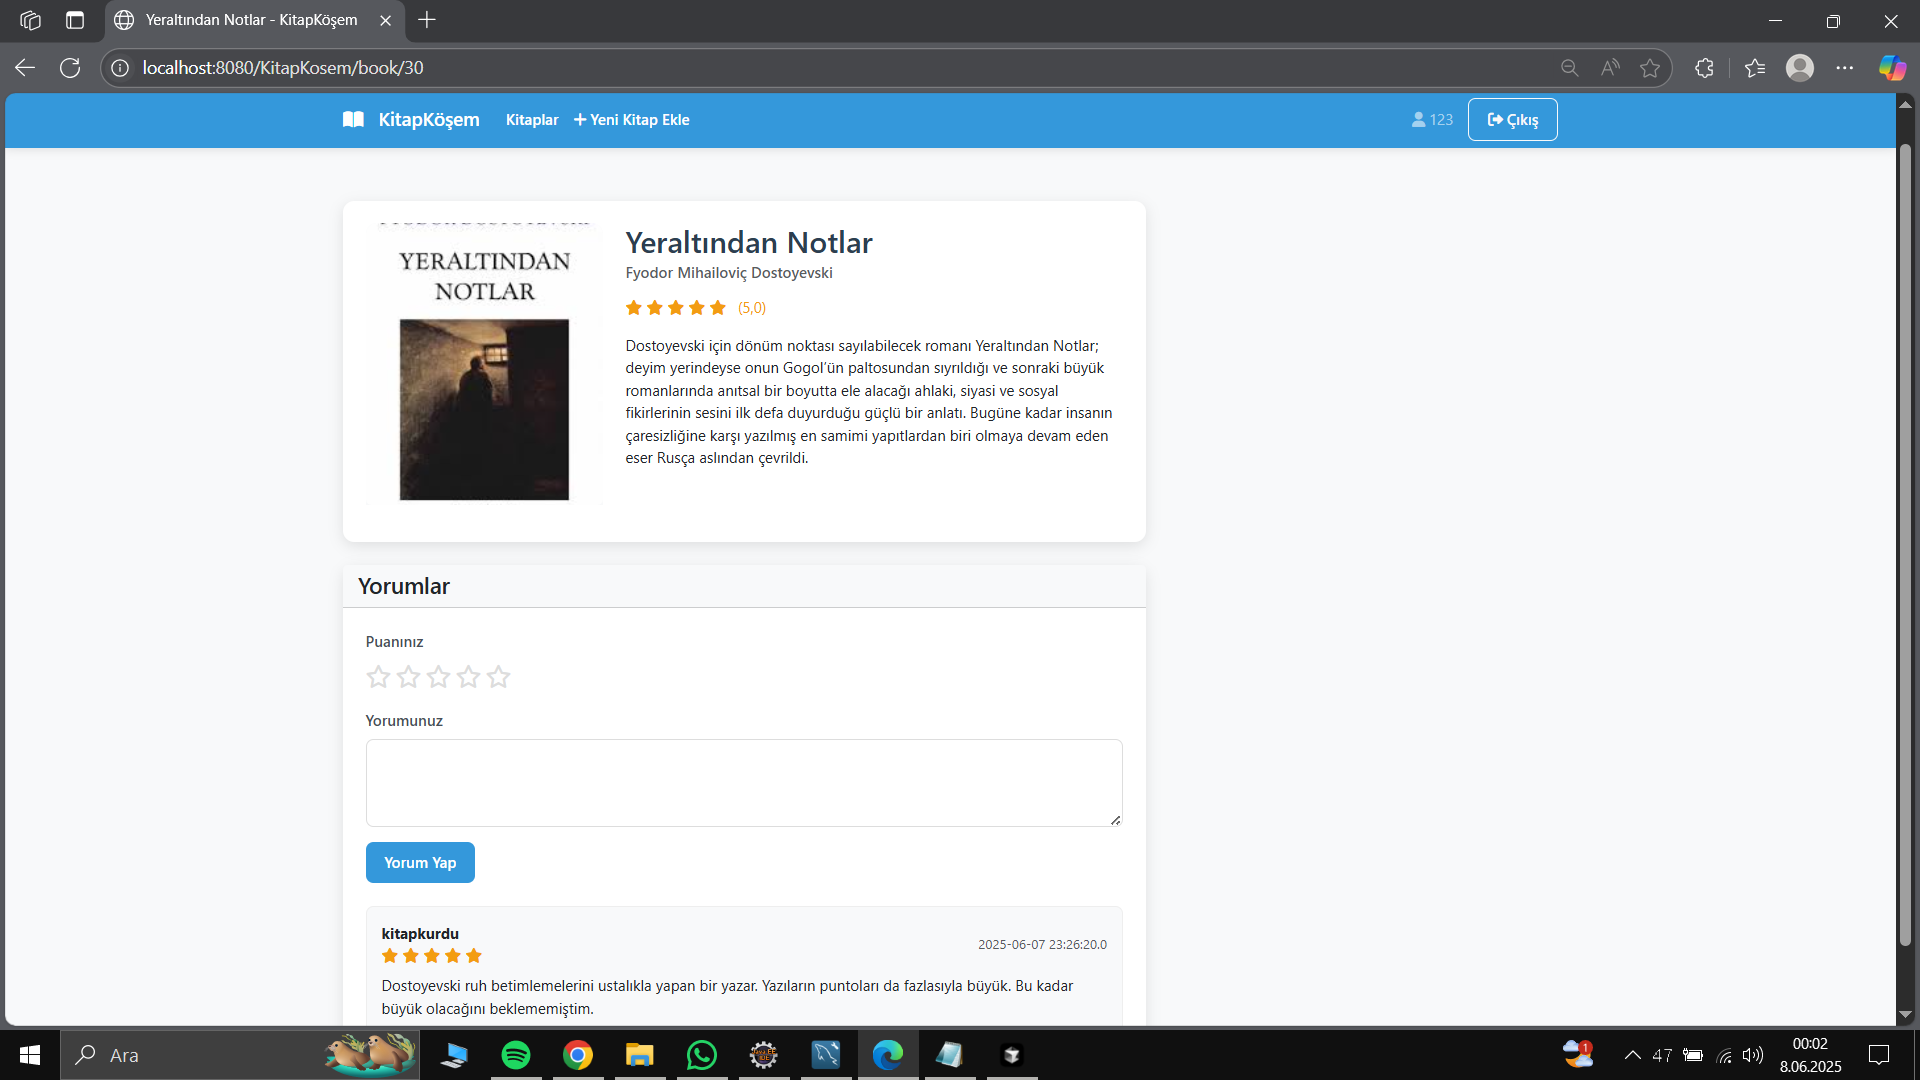 Yeraltından Notlar - KitapKöşem
localhost:8080/KitapKosem/book/30
KitapKöşem
Kitaplar
Yeni Kitap Ekle
123
Çıkış
YERALTINDAN
NOTLAR
Yeraltından Notlar
Fyodor Mihailoviç Dostoyevski
(5,0)
Dostoyevski için dönüm noktası sayılabilecek romanı Yeraltından Notlar;
deyim yerindeyse onun Gogol'ün paltosundan sıyrıldığı ve sonraki büyük
romanlarında anıtsal bir boyutta ele alacağı ahlaki, siyasi ve sosyal
fikirlerinin sesini ilk defa duyurduğu güçlü bir anlatı. Bugüne kadar insanın
çaresizliğine karşı yazılmış en samimi yapıtlardan biri olmaya devam eden
eser Rusça aslından çevrildi.
Yorumlar
Puanınız
Yorumunuz
Yorum Yap
kitapkurdu
2025-06-07 23:26:20.0
Dostoyevski ruh betimlemelerini ustalıkla yapan bir yazar. Yazıların puntoları da fazlasıyla büyük. Bu kadar
büyük olacağını beklememiştim.
Ara
1
47
00:02
8.06.2025